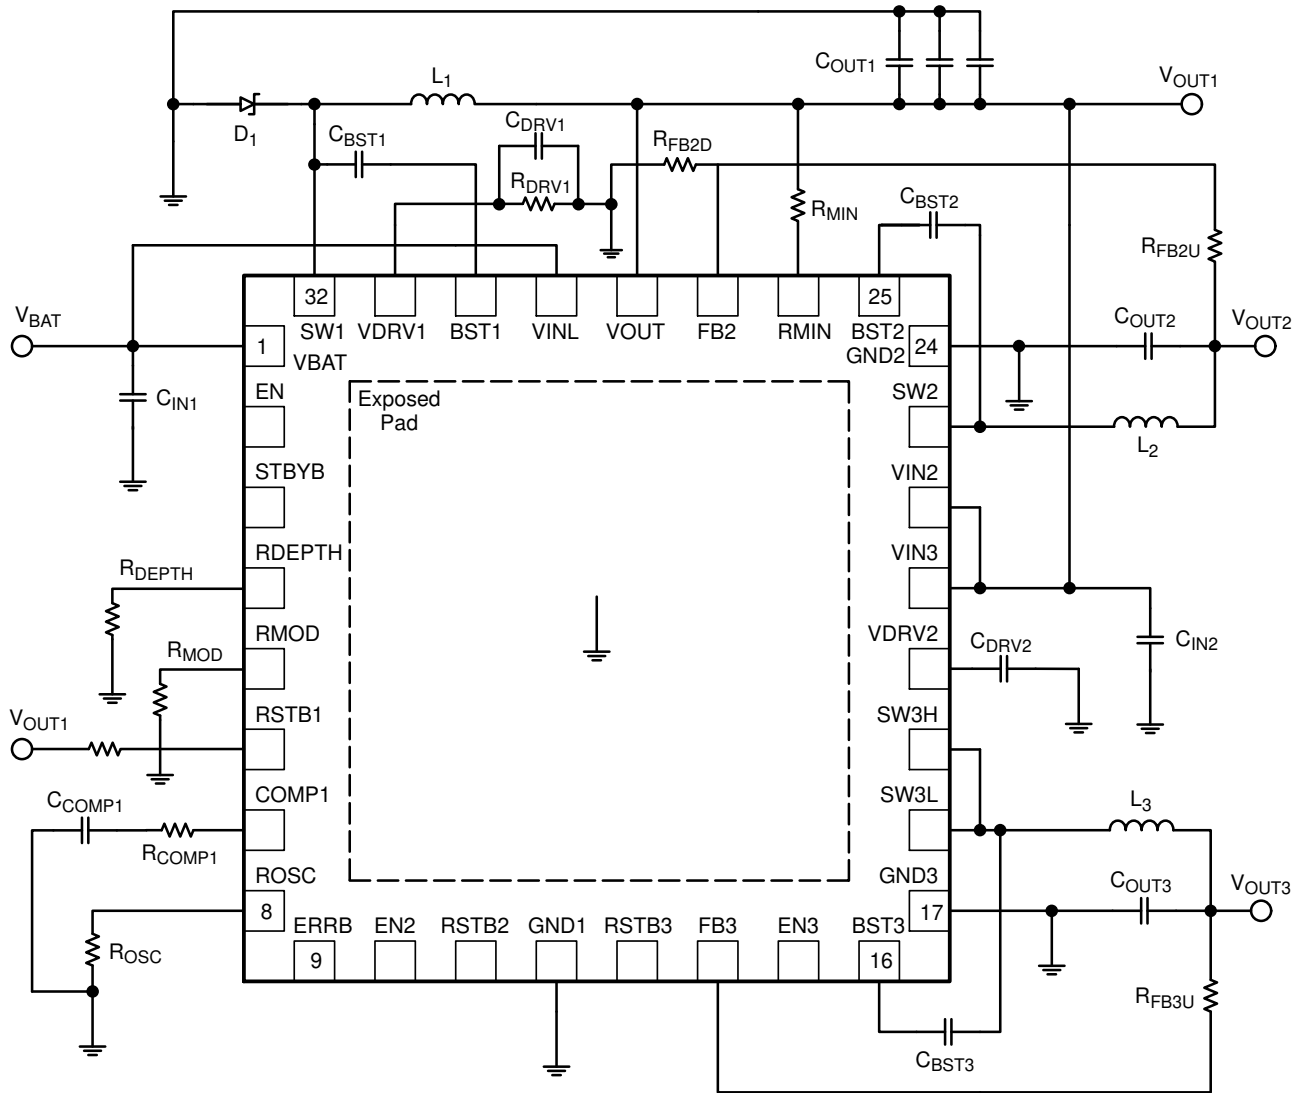 COUT1
VOUT1
L1
D1
CBST1
CDRV1
RDRV1
RFB2D
RMIN
CBST2
RFB2U
VBAT
CIN1
32
25
SW1
VDRV1
BST1
VINL
VOUT
FB2
RMIN
BST2
1
VBAT
GND2
24
COUT2
VOUT2
EN
Exposed
Pad
SW2
L2
STBYB
VIN2
RDEPTH
RDEPTH
VIN3
RMOD
RMOD
VDRV2
CDRV2
CIN2
VOUT1
RSTB1
SW3H
CCOMP1
RCOMP1
COMP1
SW3L
L3
ROSC
8
GND3
17
COUT3
VOUT3
ROSC
ERRB
EN2
RSTB2
GND1
RSTB3
FB3
EN3
BST3
9
16
RFB3U
CBST3